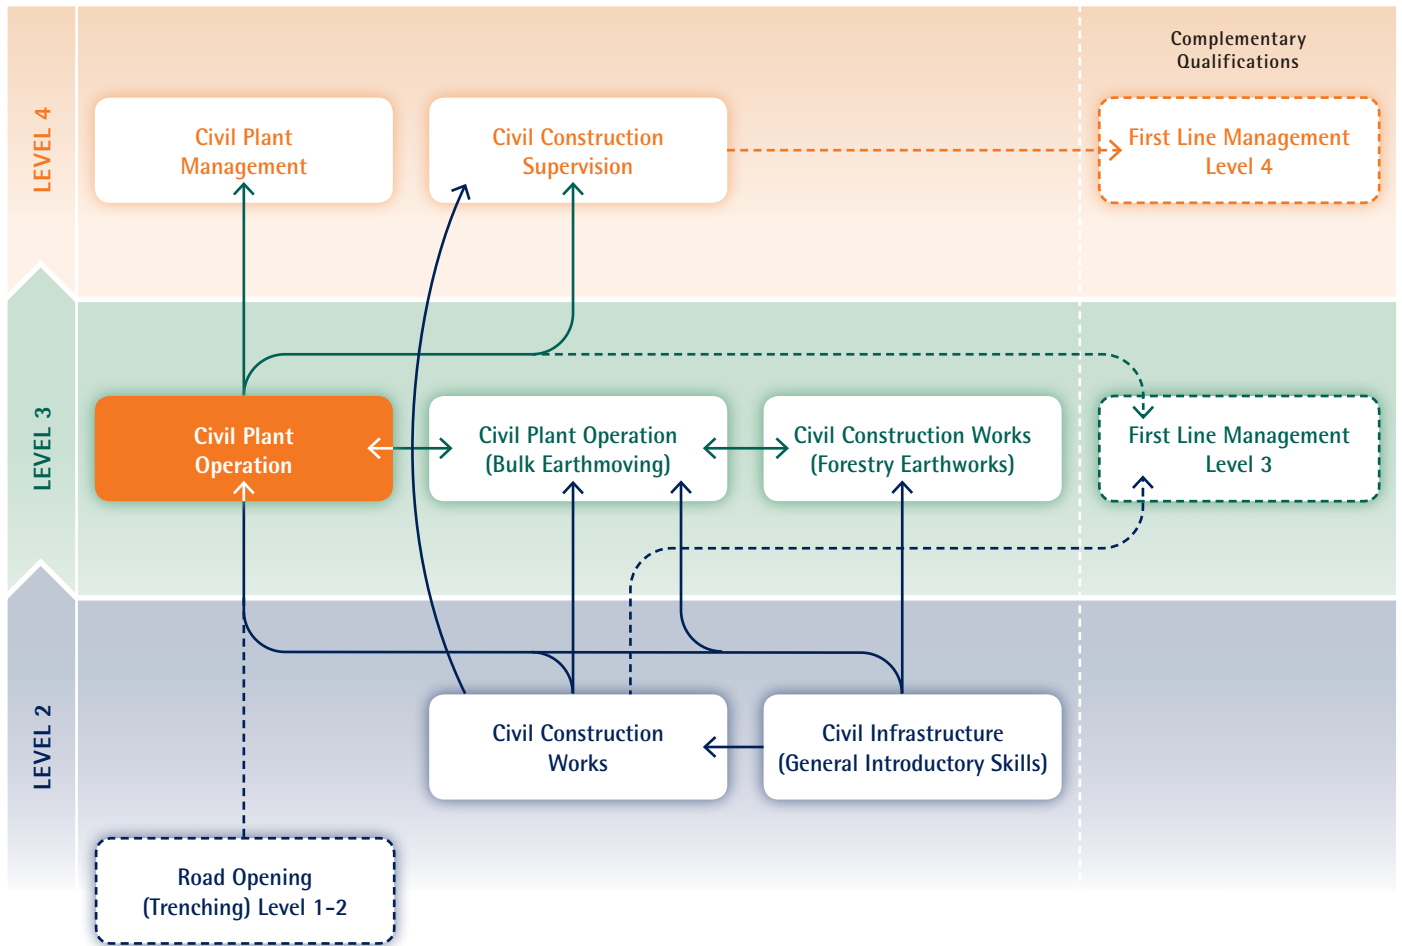 Complementary
Qualifications
LEVEL 4
Civil Plant
Management
Civil Construction
Supervision
First Line Management
Level 4
LEVEL 3
Civil Plant
Operation
Civil Plant Operation
(Bulk Earthmoving)
Civil Construction Works
(Forestry Earthworks)
First Line Management
Level 3
LEVEL 2
Civil Construction
Works
Civil Infrastructure
(General Introductory Skills)
Road Opening
(Trenching) Level 1-2